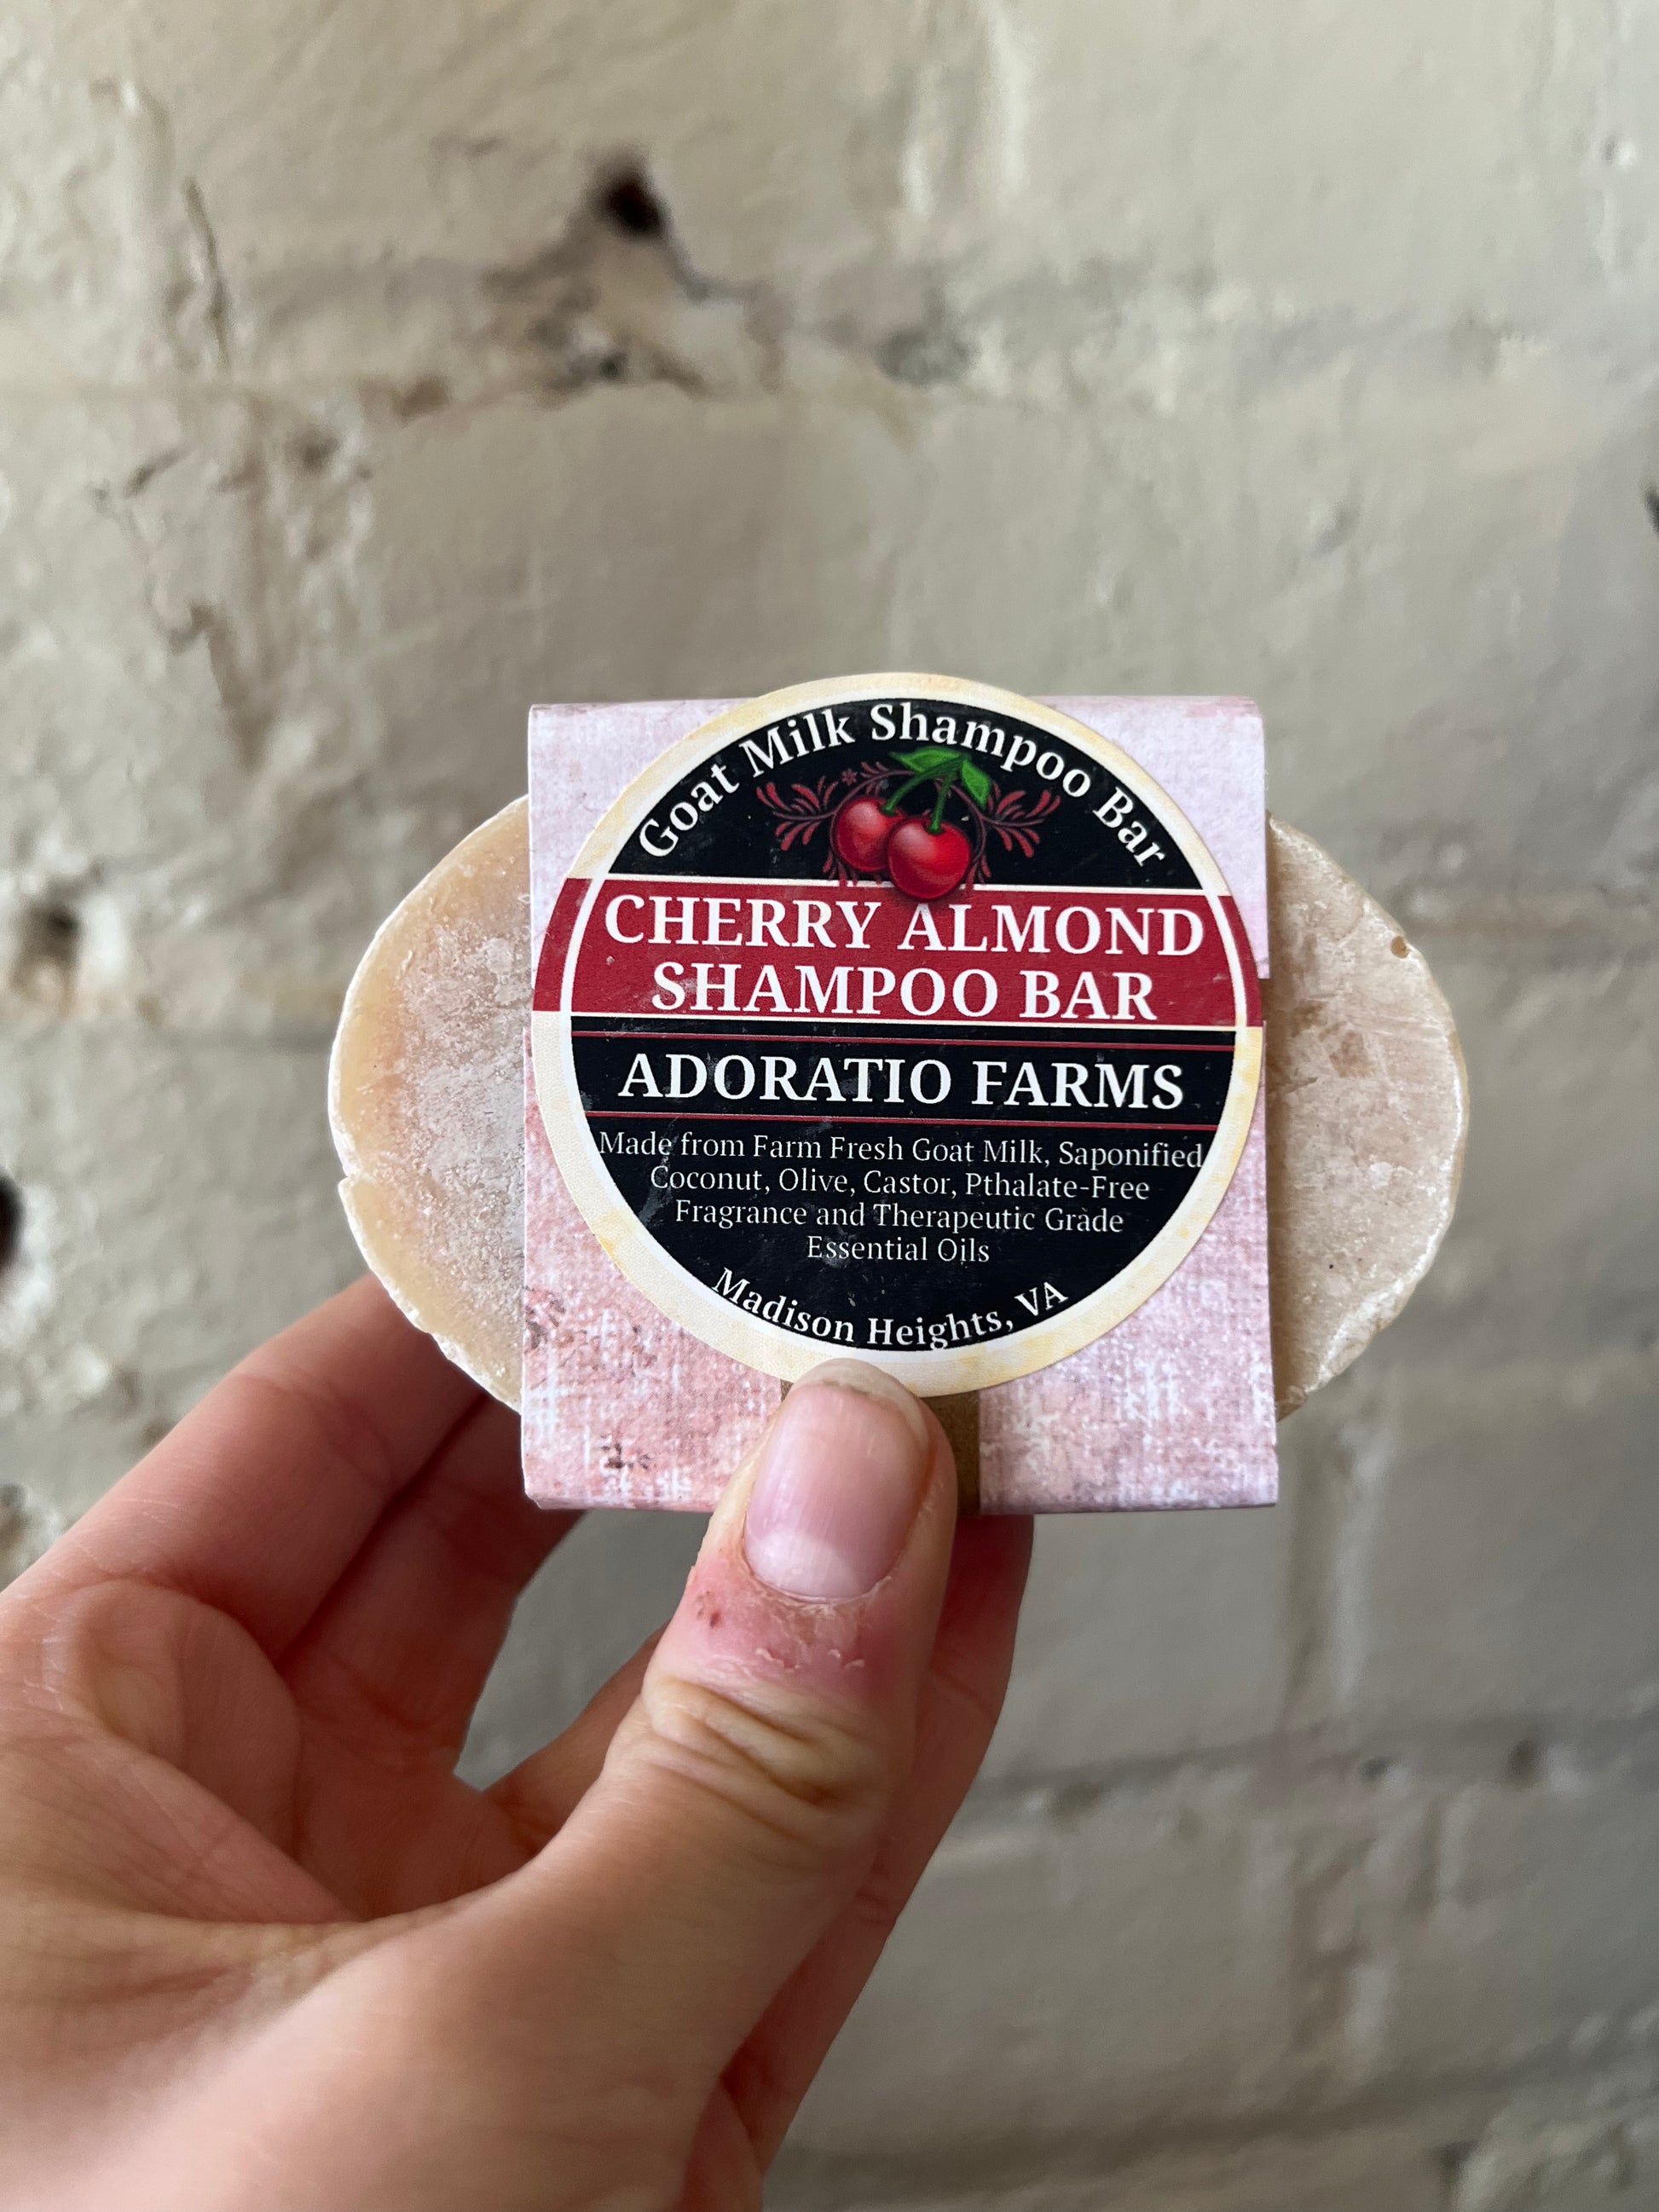 Goat Milk Shampoo Bar
CHERRY ALMOND
SHAMPOO BAR
ADORATIO FARMS
Made from Farm Fresh Goat Milk, Saponified
Coconut, Olive, Castor, Pthalate-Free
Fragrance and Therapeutic Grade
Essential Oils
Madison Heights, VA